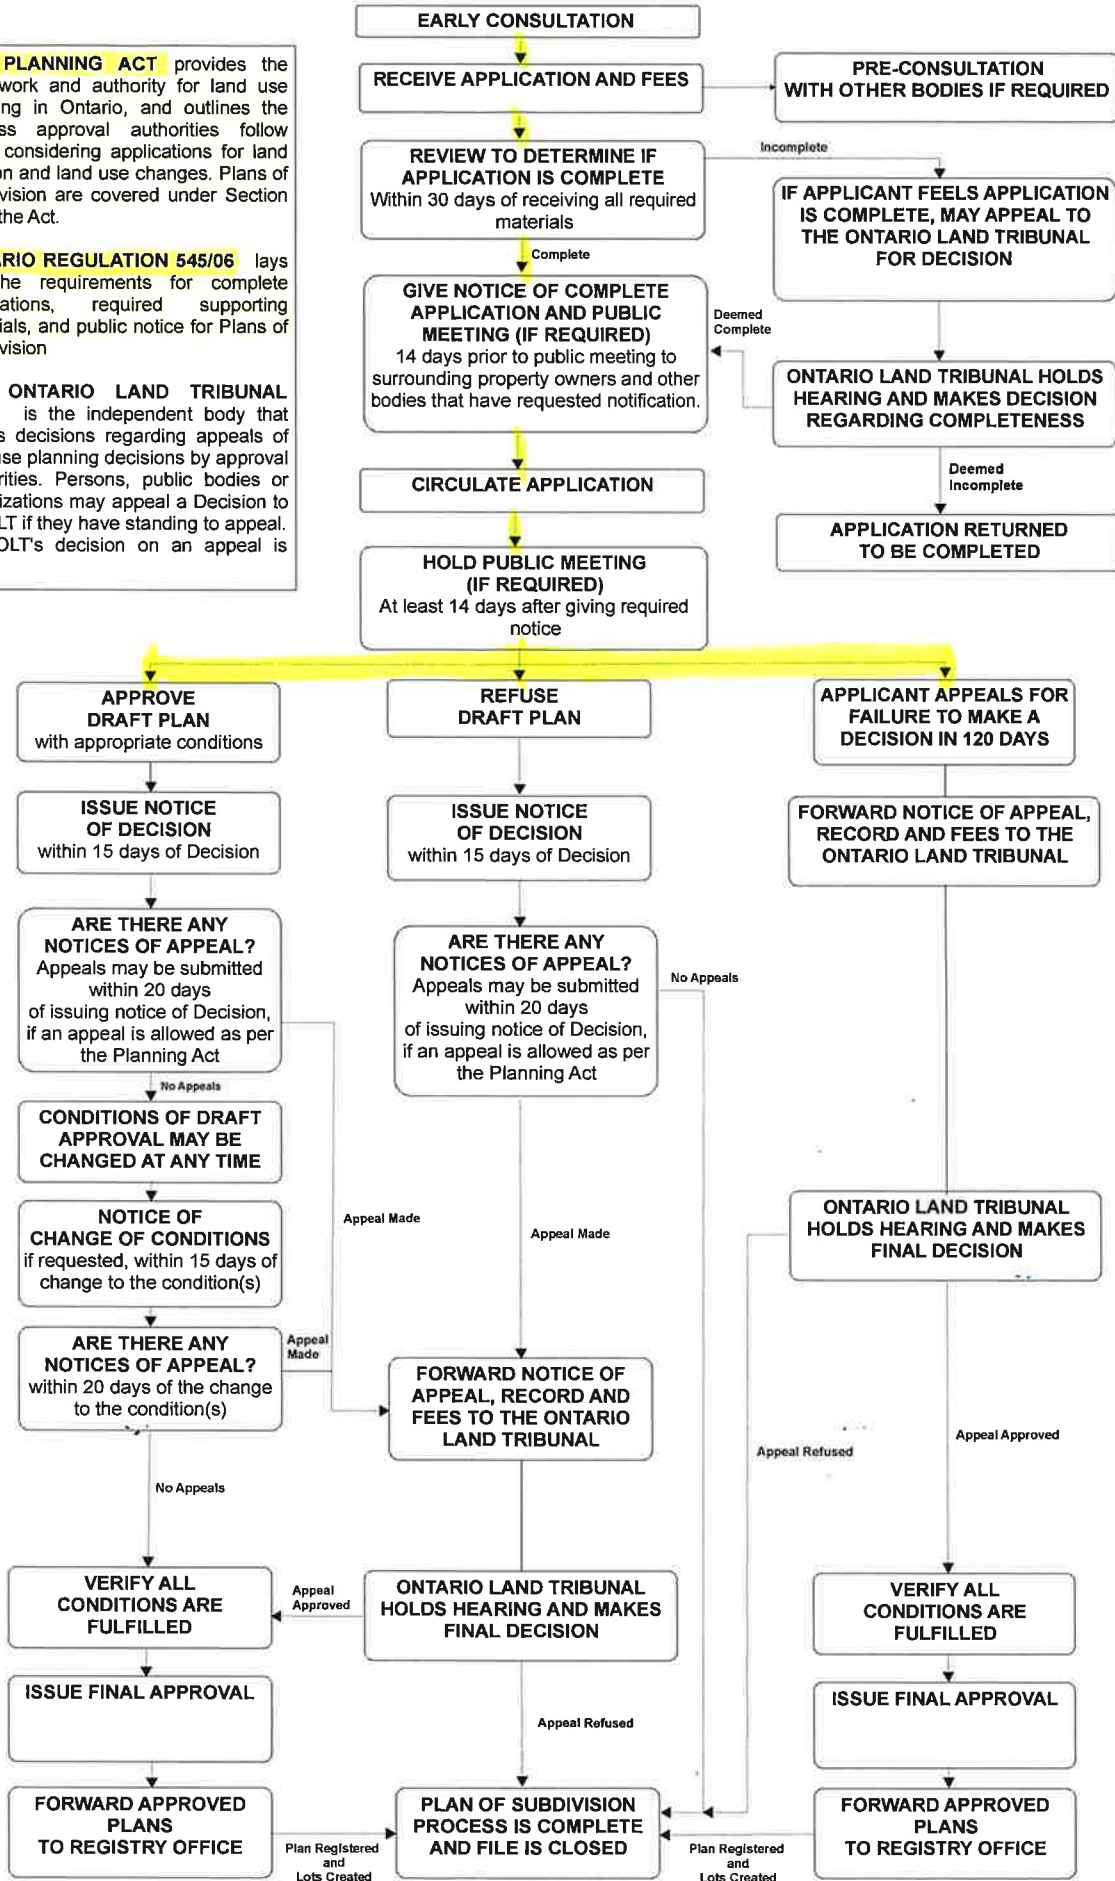 EARLY CONSULTATION
RECEIVE APPLICATION AND FEES
PRE-CONSULTATION
WITH OTHER BODIES IF REQUIRED
PLANNING ACT provides the
work and authority for land use
ing in Ontario, and outlines the
ss approval authorities follow
considering applications for land
on and land use changes. Plans of
vision are covered under Section
the Act.
ARIO REGULATION 545/06 lays
he requirements for complete
ations, required supporting
ials, and public notice for Plans of
vision
ONTARIO LAND TRIBUNAL
is the independent body that
s decisions regarding appeals of
use planning decisions by approval
rities. Persons, public bodies or
izations may appeal a Decision to
LT if they have standing to appeal.
OLT's decision on an appeal is
REVIEW TO DETERMINE IF
APPLICATION IS COMPLETE
Within 30 days of receiving all required
materials
Incomplete
IF APPLICANT FEELS APPLICATION
IS COMPLETE, MAY APPEAL TO
THE ONTARIO LAND TRIBUNAL
FOR DECISION
Complete
GIVE NOTICE OF COMPLETE
APPLICATION AND PUBLIC
MEETING (IF REQUIRED)
14 days prior to public meeting to
surrounding property owners and other
bodies that have requested notification.
Deemed
Complete
ONTARIO LAND TRIBUNAL HOLDS
HEARING AND MAKES DECISION
REGARDING COMPLETENESS
Deemed
Incomplete
CIRCULATE APPLICATION
APPLICATION RETURNED
TO BE COMPLETED
HOLD PUBLIC MEETING
(IF REQUIRED)
At least 14 days after giving required
notice
APPROVE
DRAFT PLAN
with appropriate conditions
REFUSE
DRAFT PLAN
APPLICANT APPEALS FOR
FAILURE TO MAKE A
DECISION IN 120 DAYS
ISSUE NOTICE
OF DECISION
within 15 days of Decision
ISSUE NOTICE
OF DECISION
within 15 days of Decision
FORWARD NOTICE OF APPEAL,
RECORD AND FEES TO THE
ONTARIO LAND TRIBUNAL
ARE THERE ANY
NOTICES OF APPEAL?
Appeals may be submitted
within 20 days
of issuing notice of Decision,
if an appeal is allowed as per
the Planning Act
ARE THERE ANY
NOTICES OF APPEAL?
Appeals may be submitted
within 20 days
of issuing notice of Decision,
if an appeal is allowed as per
the Planning Act
No Appeals
No Appeals
CONDITIONS OF DRAFT
APPROVAL MAY BE
CHANGED AT ANY TIME
NOTICE OF
CHANGE OF CONDITIONS
if requested, within 15 days of
change to the condition(s)
Appeal Made
Appeal Made
ONTARIO LAND TRIBUNAL
HOLDS HEARING AND MAKES
FINAL DECISION
ARE THERE ANY
NOTICES OF APPEAL?
within 20 days of the change
to the condition(s)
Appeal
Made
FORWARD NOTICE OF
APPEAL, RECORD AND
FEES TO THE ONTARIO
LAND TRIBUNAL
Appeal Refused
Appeal Approved
No Appeals
VERIFY ALL
CONDITIONS ARE
FULFILLED
Appeal
Approved
ONTARIO LAND TRIBUNAL
HOLDS HEARING AND MAKES
FINAL DECISION
VERIFY ALL
CONDITIONS ARE
FULFILLED
ISSUE FINAL APPROVAL
Appeal Refused
ISSUE FINAL APPROVAL
FORWARD APPROVED
PLANS
TO REGISTRY OFFICE
Plan Registered
and
Lots Created
PLAN OF SUBDIVISION
PROCESS IS COMPLETE
AND FILE IS CLOSED
Plan Registered
and
Lots Created
FORWARD APPROVED
PLANS
TO REGISTRY OFFICE